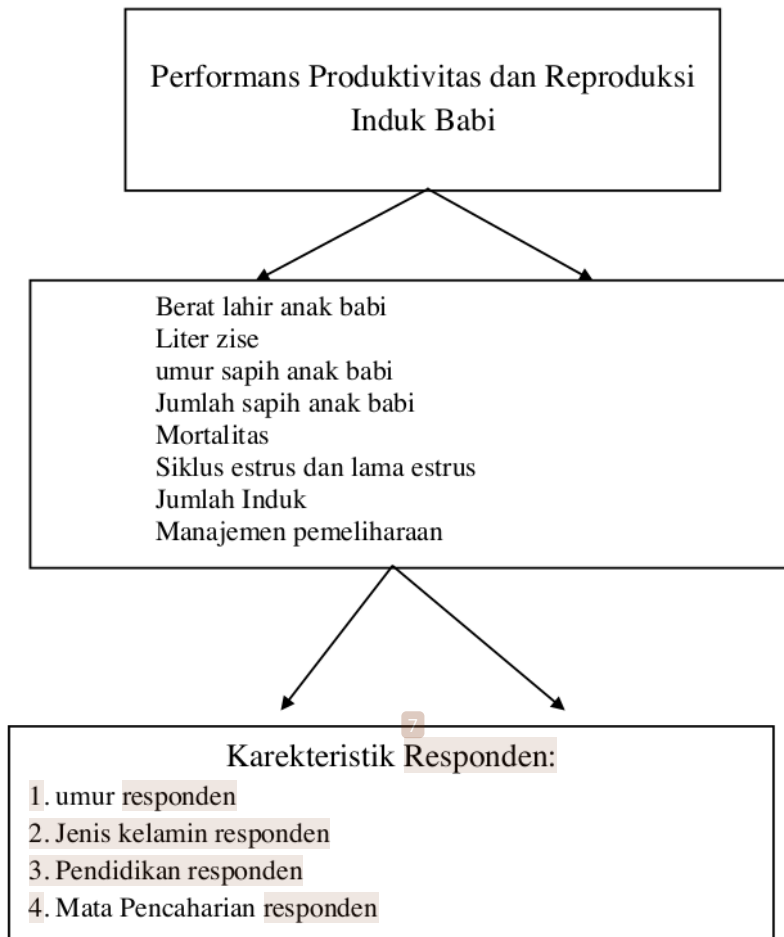 Performans Produktivitas dan Reproduksi
Induk Babi
Berat lahir anak babi
Liter zise
umur sapih anak babi
Jumlah sapih anak babi
Mortalitas
Siklus estrus dan lama estrus
Jumlah Induk
Manajemen pemeliharaan
7
Karekteristik Responden:
1. umur responden
2. Jenis kelamin responden
3. Pendidikan responden
4. Mata Pencaharian responden